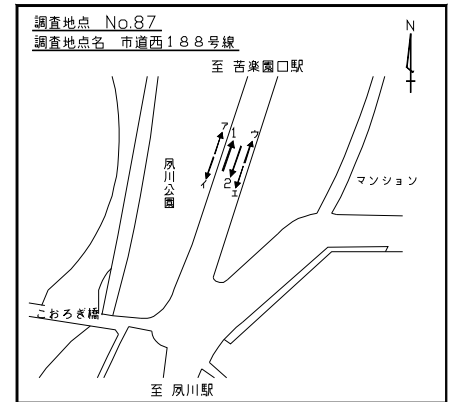 調査地点 No.87
調査地点名 市道西188号線
至 苦楽園口駅
N
ア
1
ウ
夙川公園
マンション
イ
2
エ
こおろぎ橋
至 夙川駅